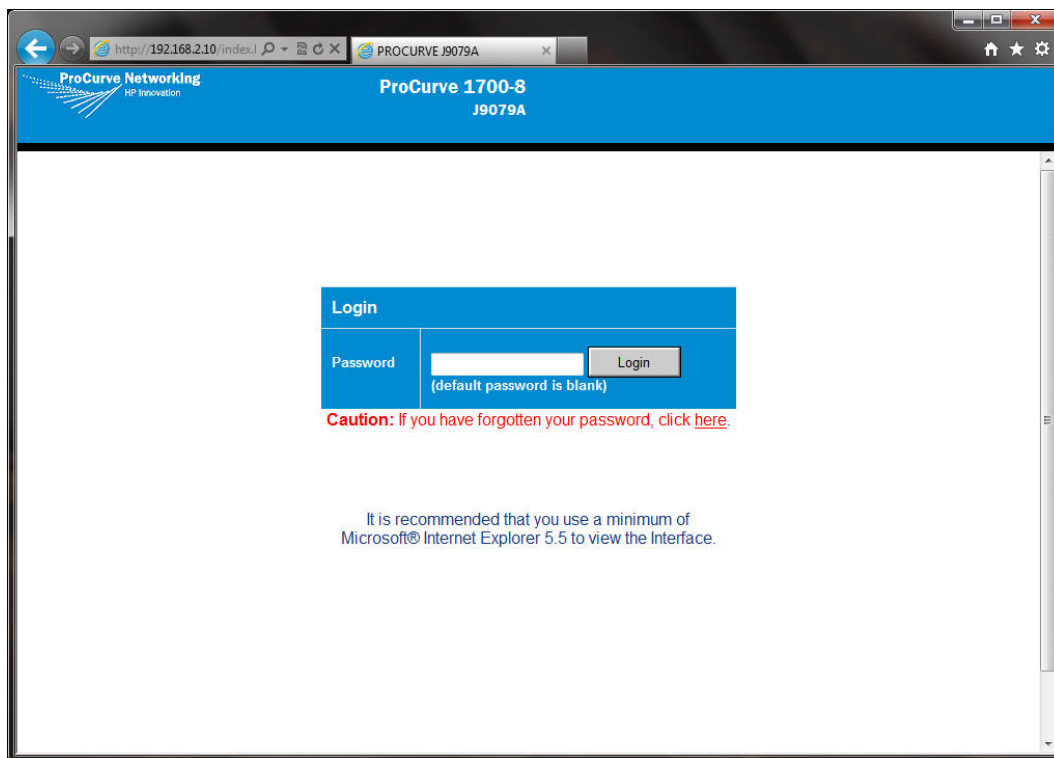 http://192.168.2.10/index.l
PROCURVE J9079A
ProCurve Networking
HP Innovation
ProCurve 1700-8
J9079A
Login
Password
Login
(default password is blank)
Caution: If you have forgotten your password, click here.
It is recommended that you use a minimum of
Microsoft® Internet Explorer 5.5 to view the Interface.